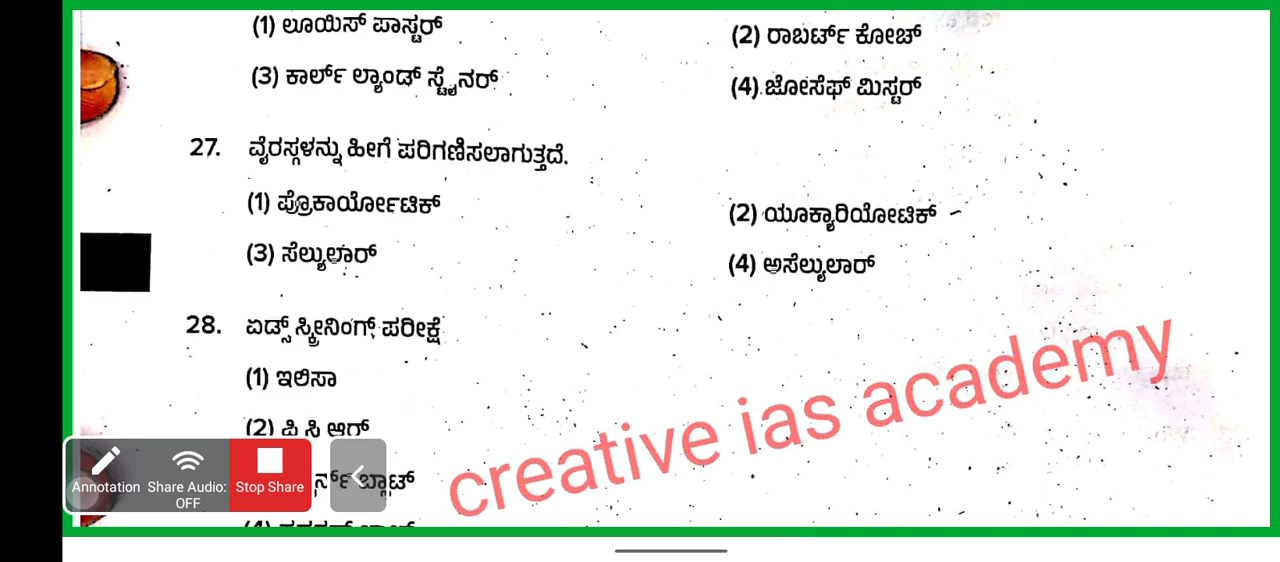 (1) ಲೂಯಿಸ್ ಪಾಸ್ಟರ್
(2) ರಾಬರ್ಟ್ ಕೋಚ್
(3) ಕಾರ್ಲ್ ಲ್ಯಾಂಡ್ ಸ್ಟೈನರ್
(4) ಜೋಸೆಫ್ ಮಿಸ್ಟರ್
27. ವೈರಸ್ಗಳನ್ನು ಹೀಗೆ ಪರಿಗಣಿಸಲಾಗುತ್ತದೆ.
(1) ಪ್ರೊಕಾರ್ಯೋಟಿಕ್
(2) ಯೂಕ್ಯಾರಿಯೋಟಿಕ್
(3) ಸೆಲ್ಯುಲಾರ್
(4) ಅಸೆಲ್ಯುಲಾರ್
28. ಏಡ್ಸ್ ಸ್ಕ್ರೀನಿಂಗ್ ಪರೀಕ್ಷೆ
(1) ಇಲಿಸಾ
(2) ಪಿ ಸಿ ಆರ್
creative ias academy
Annotation
Share Audio: OFF
Stop Share